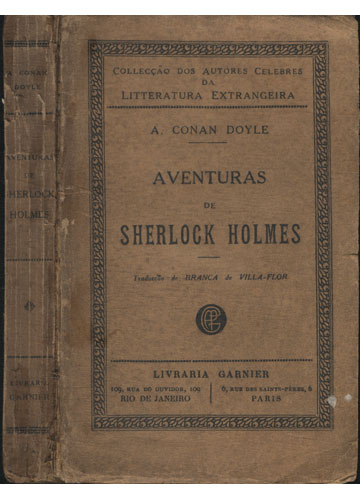 A. CONAN
DOYLE
AVENTURAS
DE
SHERLOCK
HOLMES
LIVRARIA
GARNIER
COLLECÇÃO DOS AUTORES CELEBRES
DA
LITTERATURA EXTRANGEIRA
A. CONAN DOYLE
AVENTURAS
DE
SHERLOCK HOLMES
Traducção de BRANCA de VILLA-FLOR
LIVRARIA GARNIER
109, RUA DO OUVIDOR, 109
RIO DE JANEIRO
6, RUE DES SAINTS-PÈRES, 6
PARIS